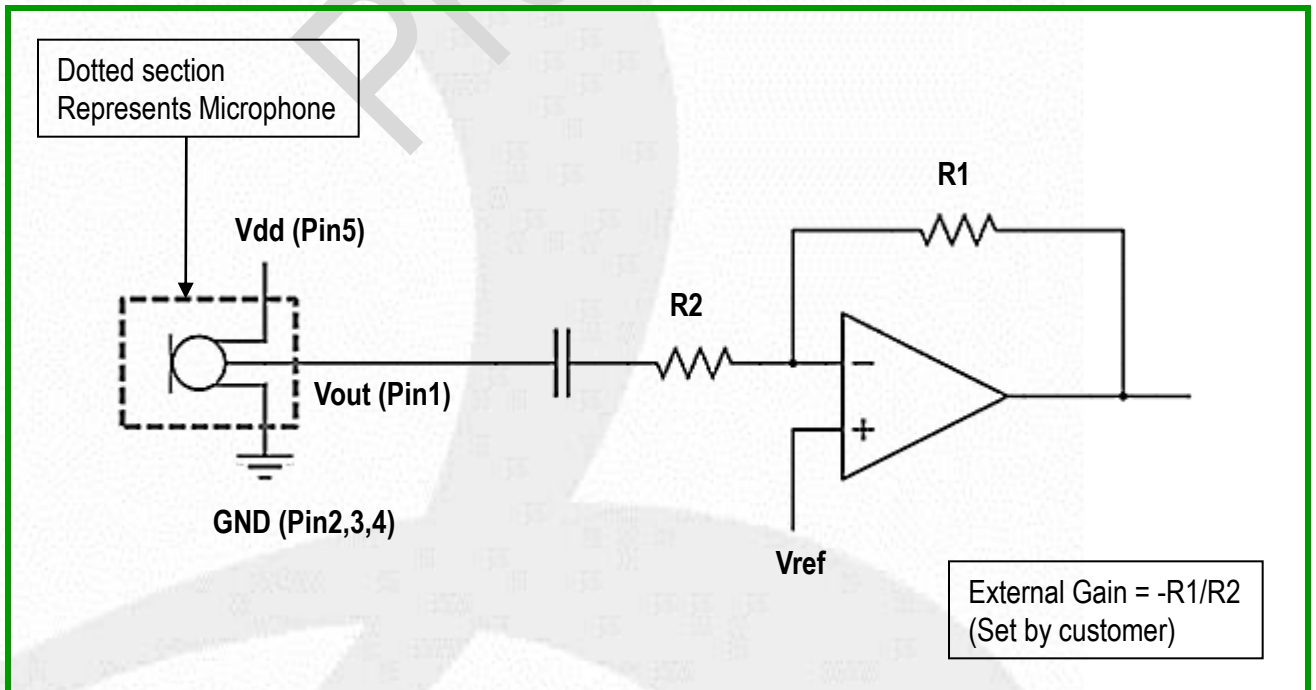 Dotted section
Represents Microphone
R1
Vdd (Pin5)
R2
Vout (Pin1)
GND (Pin2,3,4)
Vref
External Gain = -R1/R2
(Set by customer)